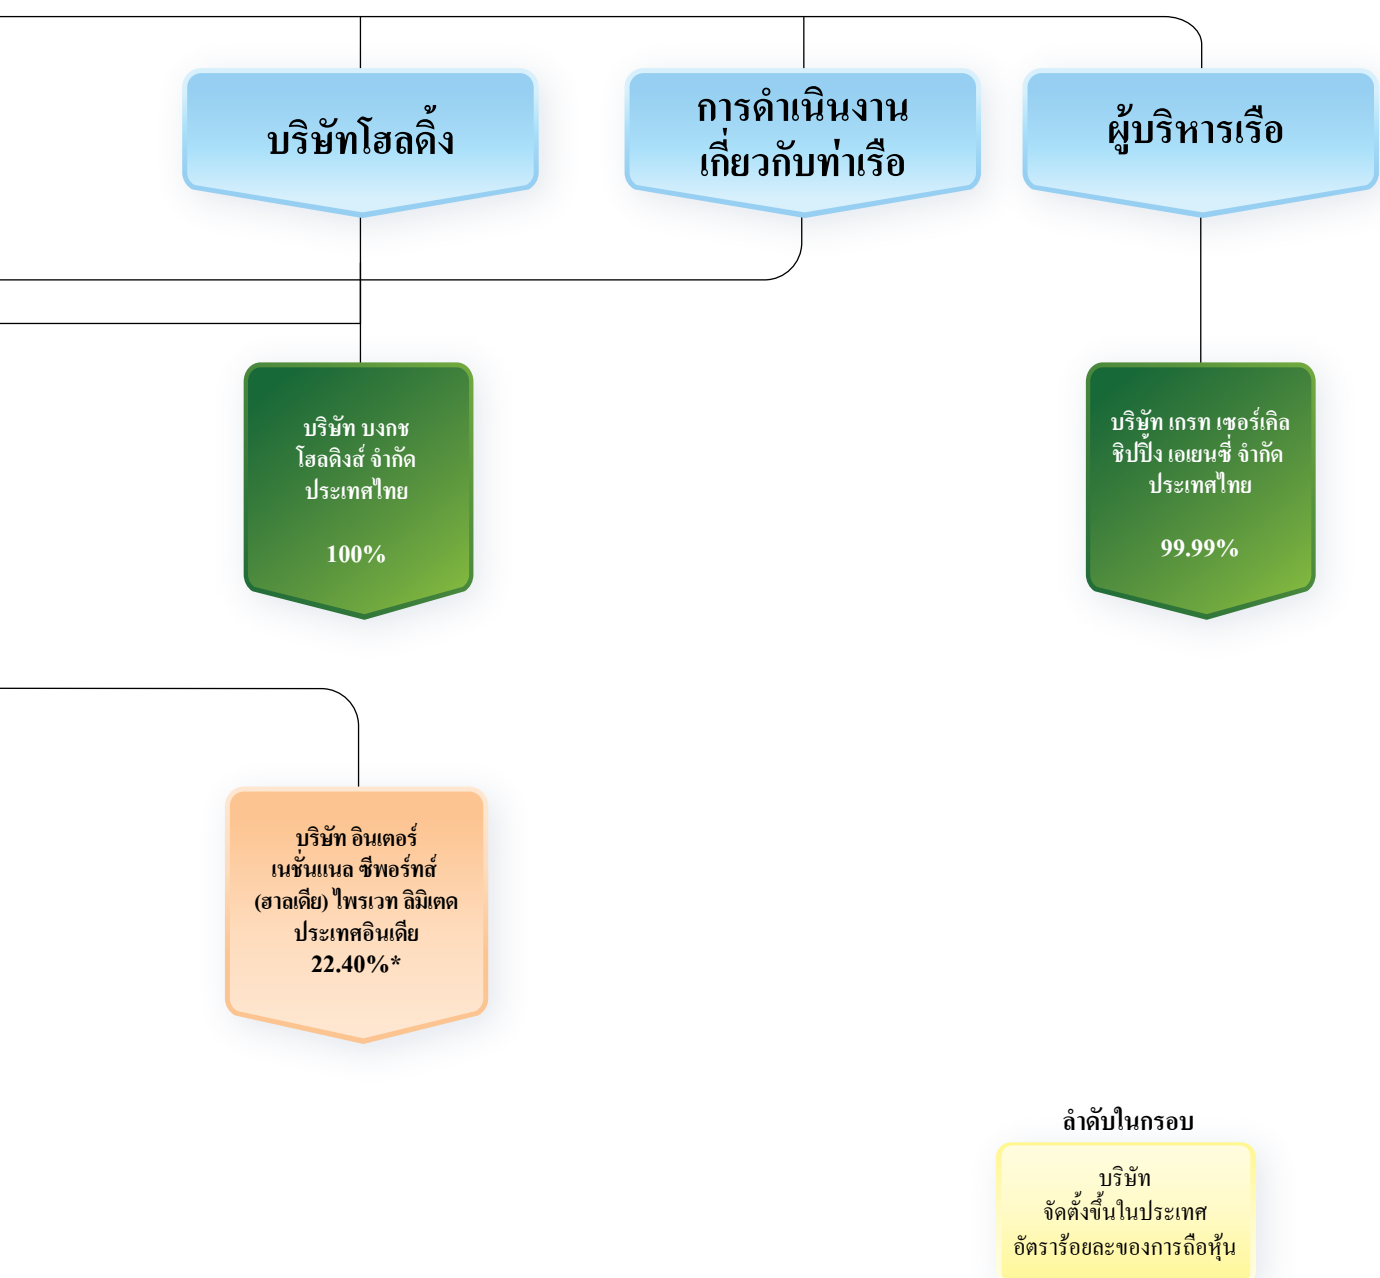 บริษัทโฮลดิ้ง
การดำเนินงาน
เกี่ยวกับท่าเรือ
ผู้บริหารเรือ
บริษัท บงกช
โฮลดิงส์ จำกัด
ประเทศไทย
100%
บริษัท เกรท เซอร์เคิล
ชิปปิ้ง เอเยนซี่ จำกัด
ประเทศไทย
99.99%
บริษัท อินเตอร์
เนชั่นแนล ซีพอร์ทส์
(ฮาลเดีย) ไพรเวท ลิมิเตด
ประเทศอินเดีย
22.40%*
ลำดับในกรอบ
บริษัท
จัดตั้งขึ้นในประเทศ
อัตราร้อยละของการถือหุ้น